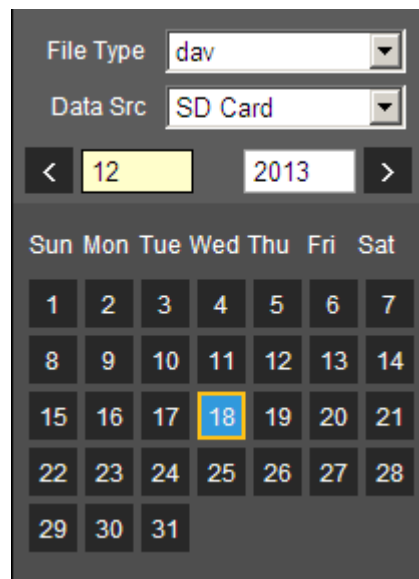 File Type dav
Data Src SD Card
< 12 2013 >
Sun Mon Tue Wed Thu Fri Sat
1 2 3 4 5 6 7
8 9 10 11 12 13 14
15 16 17 18 19 20 21
22 23 24 25 26 27 28
29 30 31